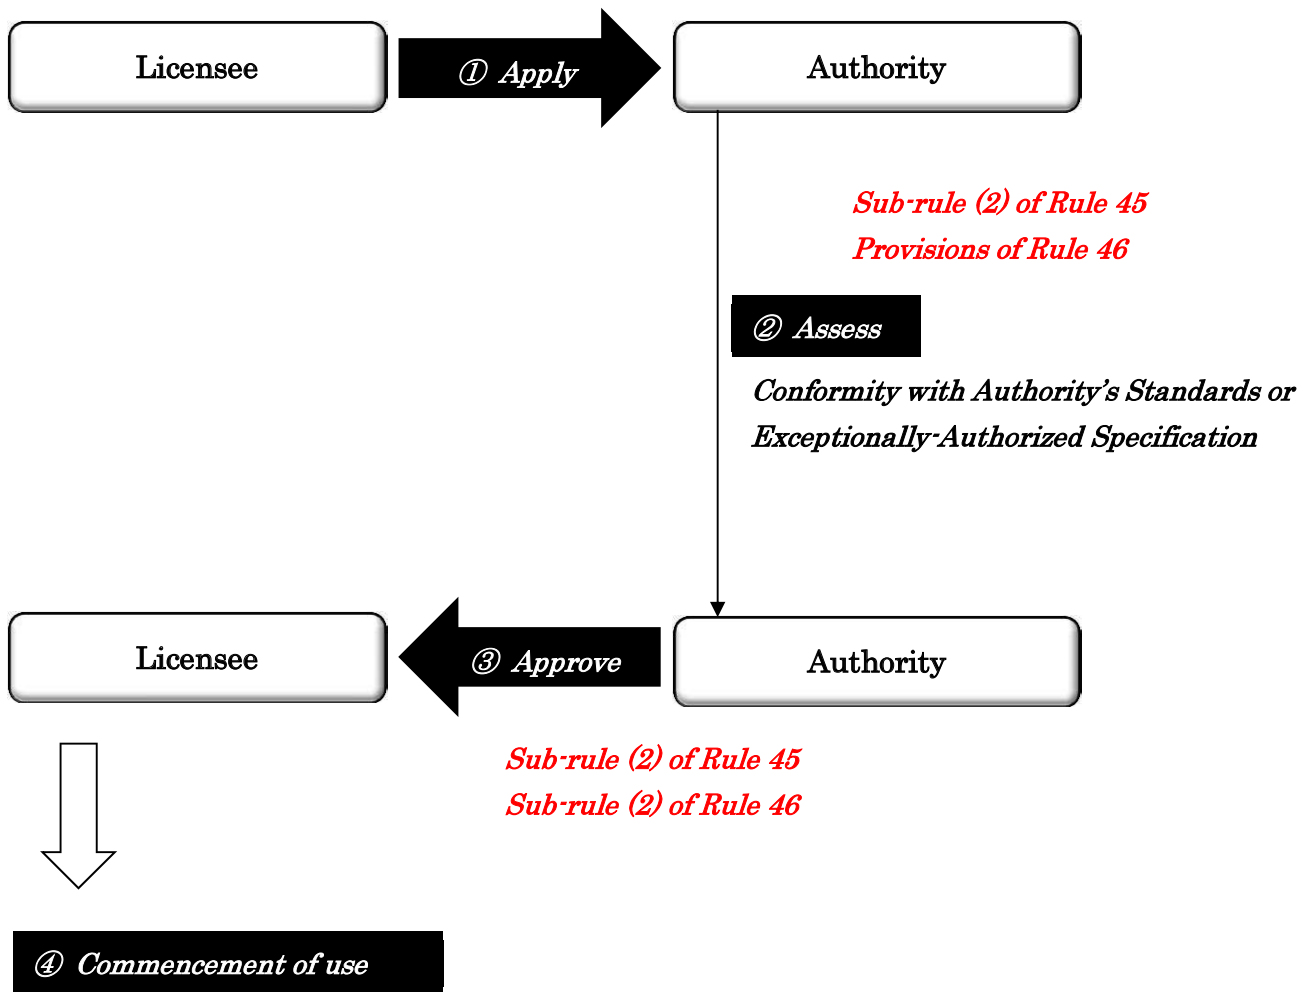 Licensee
① Apply
Authority
Sub-rule (2) of Rule 45
Provisions of Rule 46
② Assess
Conformity with Authority’s Standards or
Exceptionally-Authorized Specification
Licensee
③ Approve
Authority
Sub-rule (2) of Rule 45
Sub-rule (2) of Rule 46
④ Commencement of use